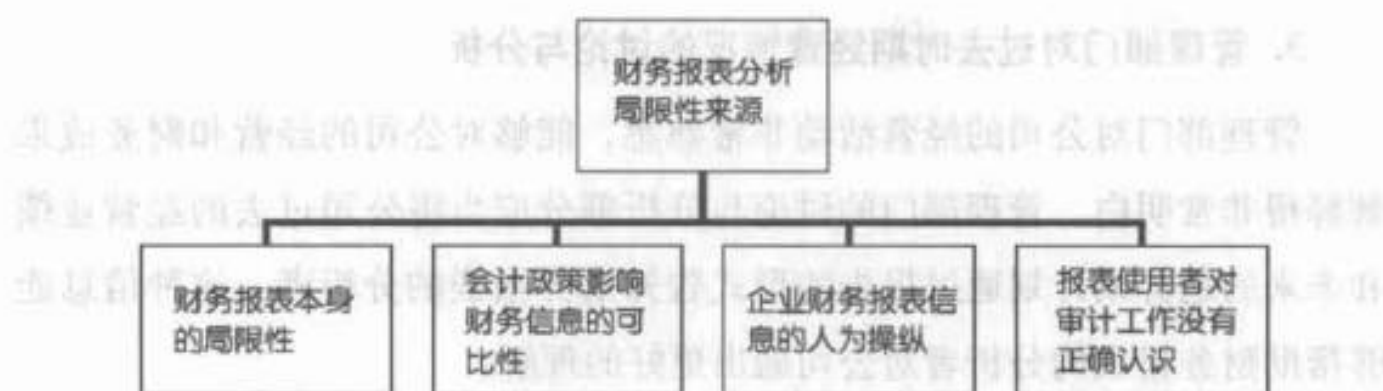 财务报表分析
局限性来源
财务报表本身
的局限性
会计政策影响
财务信息的可
比性
企业财务报表信
息的人为操纵
报表使用者对
审计工作没有
正确认识